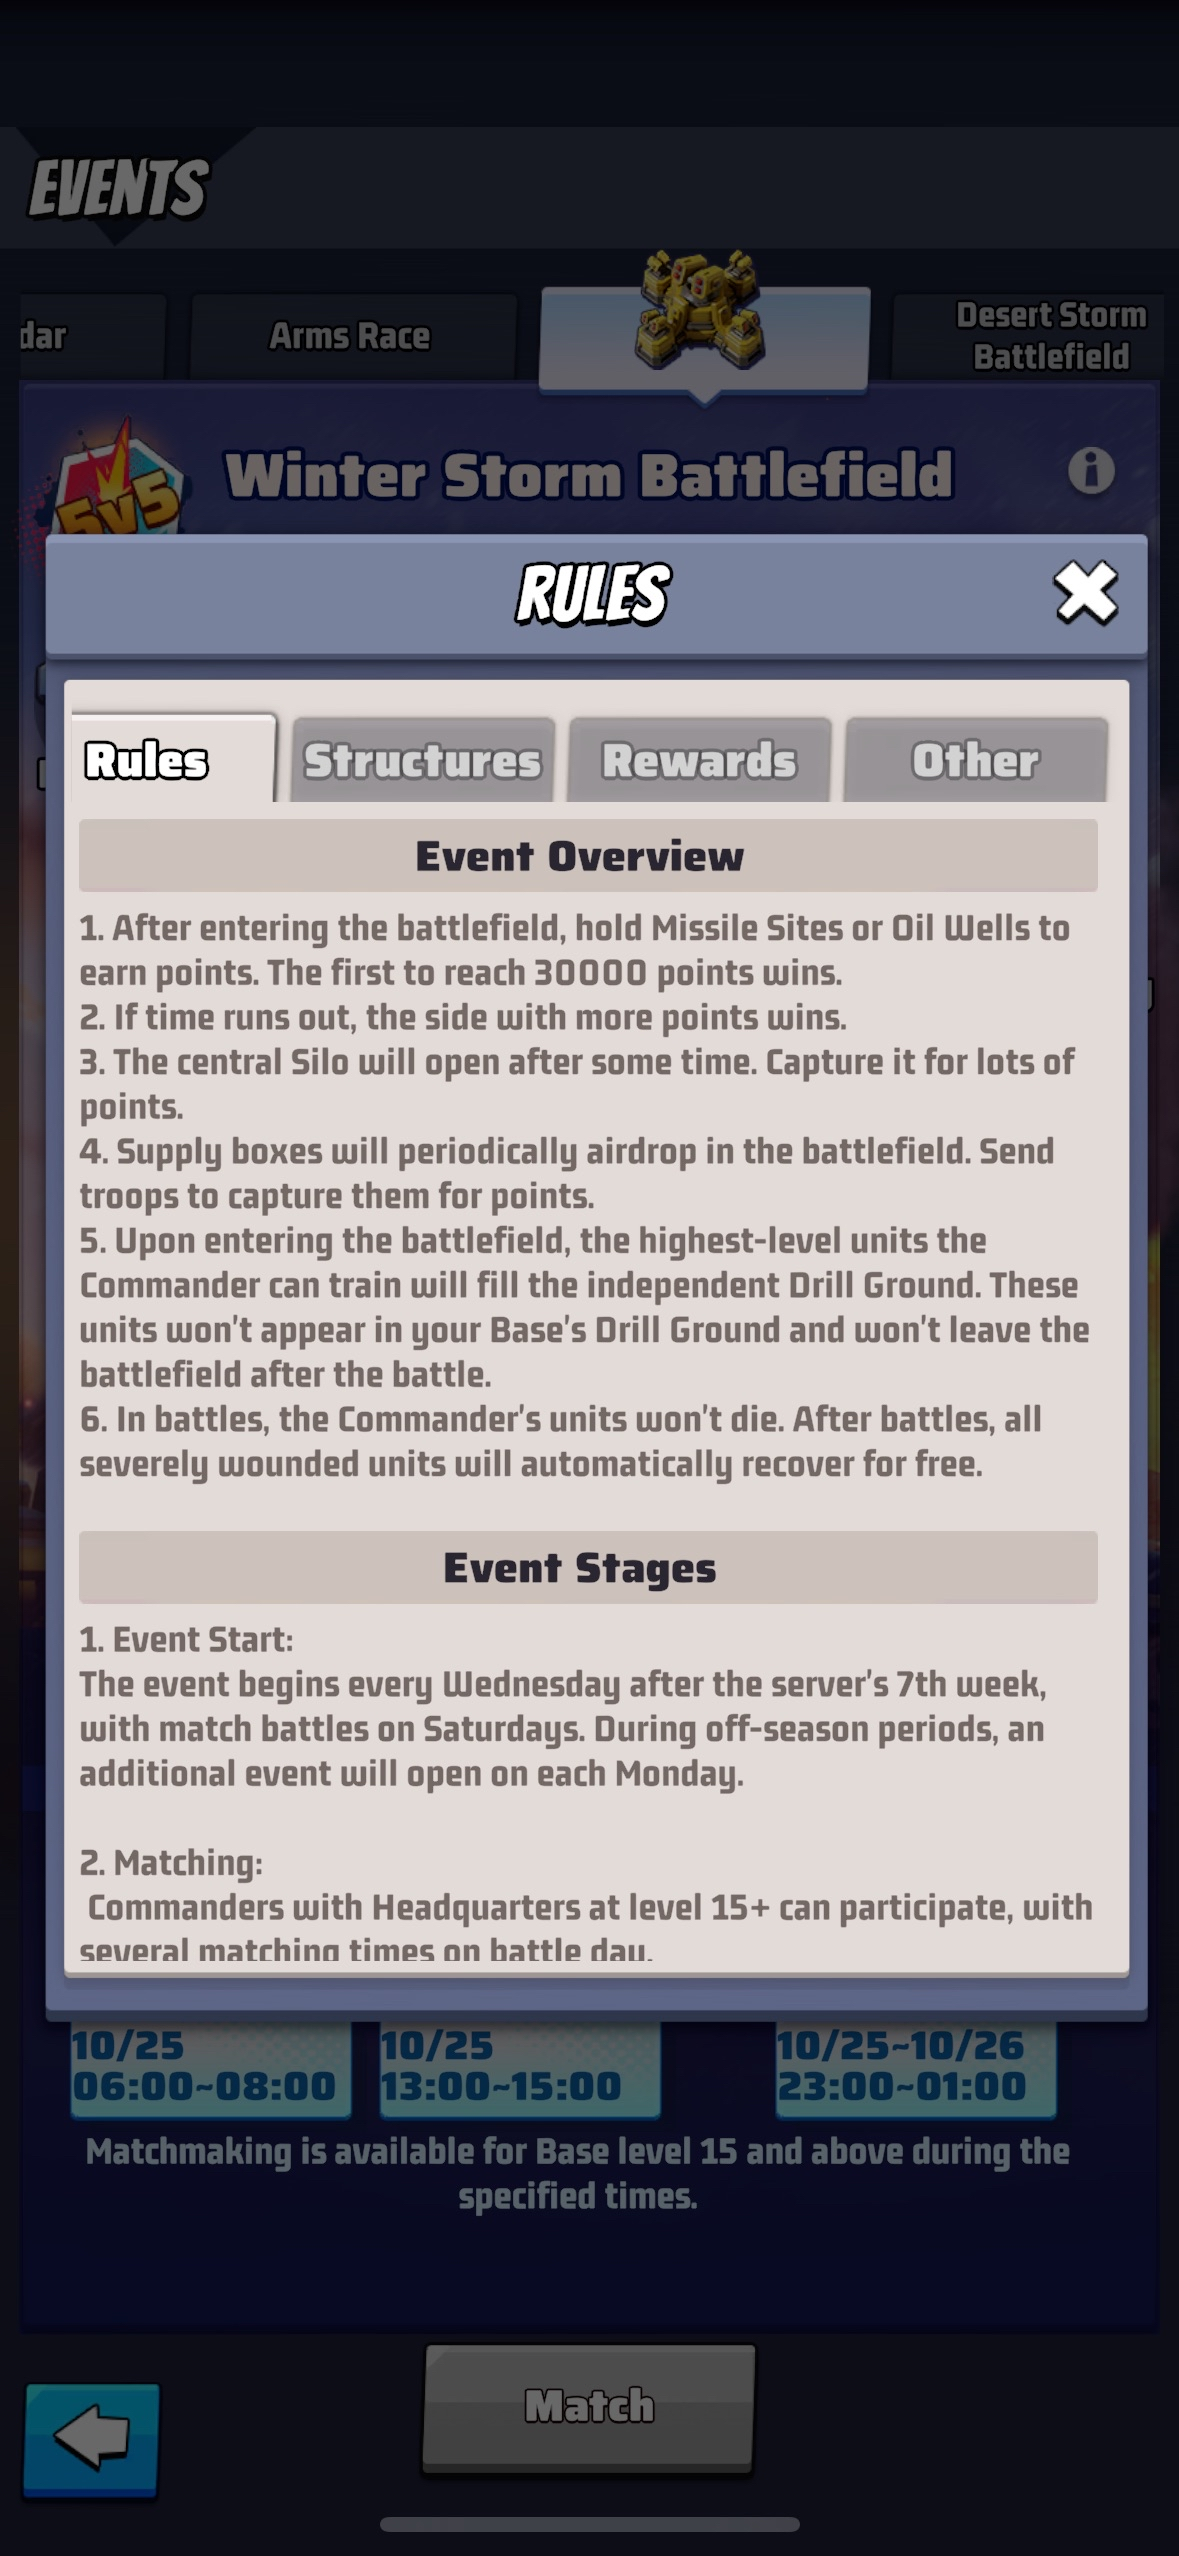 EVENTS
dar
Arms Race
Desert Storm
Battlefield
5v5
Winter Storm Battlefield
RULES
Rules
Structures
Rewards
Other
Event Overview
1. After entering the battlefield, hold Missile Sites or Oil Wells to
earn points. The first to reach 30000 points wins.
2. If time runs out, the side with more points wins.
3. The central Silo will open after some time. Capture it for lots of
points.
4. Supply boxes will periodically airdrop in the battlefield. Send
troops to capture them for points.
5. Upon entering the battlefield, the highest-level units the
Commander can train will fill the independent Drill Ground. These
units won't appear in your Base's Drill Ground and won't leave the
battlefield after the battle.
6. In battles, the Commander's units won't die. After battles, all
severely wounded units will automatically recover for free.
Event Stages
1. Event Start:
The event begins every Wednesday after the server's 7th week,
with match battles on Saturdays. During off-season periods, an
additional event will open on each Monday.
2. Matching:
Commanders with Headquarters at level 15+ can participate, with
several matching times on battle day.
10/25
06:00~08:00
10/25
13:00~15:00
10/25~10/26
23:00~01:00
Matchmaking is available for Base level 15 and above during the
specified times.
Match